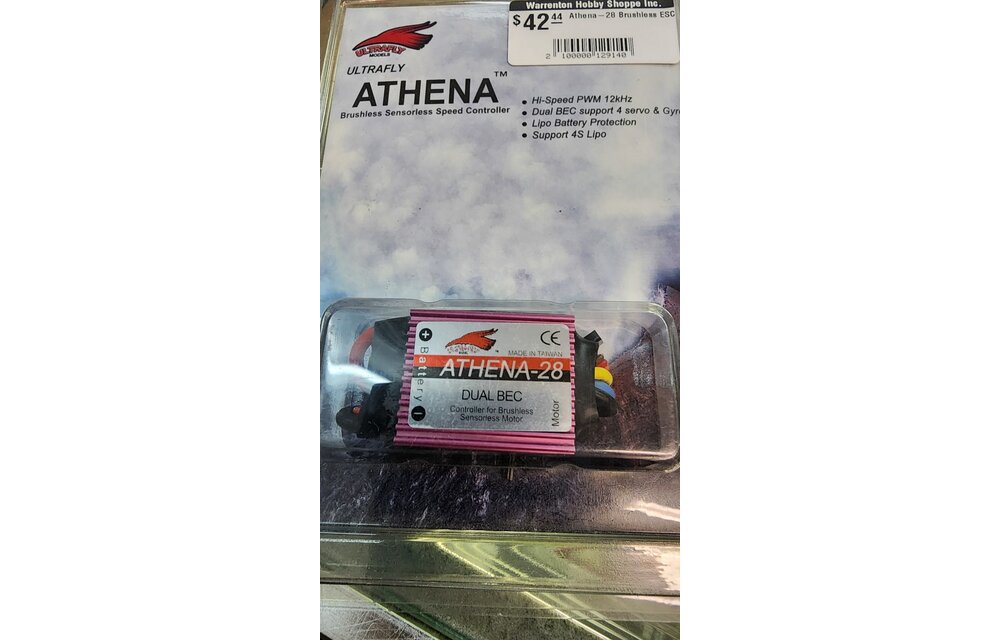 Warrenton Hobby Shoppe Inc.
$42.44 Athena-28 Brushless ESC
2 100000 129140
ULTRAFLY
MODELS
ULTRAFLY
ATHENA™
Brushless Sensorless Speed Controller
• Hi-Speed PWM 12kHz
• Dual BEC support 4 servo & Gyro
• Lipo Battery Protection
• Support 4S Lipo
+ Battery -
CE
MADE IN TAIWAN
ATHENA-28
DUAL BEC
Controller for Brushless
Sensorless Motor
Motor